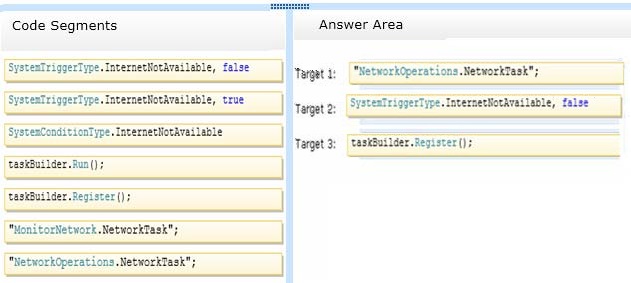 Code Segments
SystemTriggerType.InternetNotAvailable, false
SystemTriggerType.InternetNotAvailable, true
SystemConditionType.InternetNotAvailable
taskBuilder.Run();
taskBuilder.Register();
"MonitorNetwork.NetworkTask";
"NetworkOperations.NetworkTask";
Answer Area
Target 1: "NetworkOperations.NetworkTask";
Target 2: SystemTriggerType.InternetNotAvailable, false
Target 3: taskBuilder.Register();